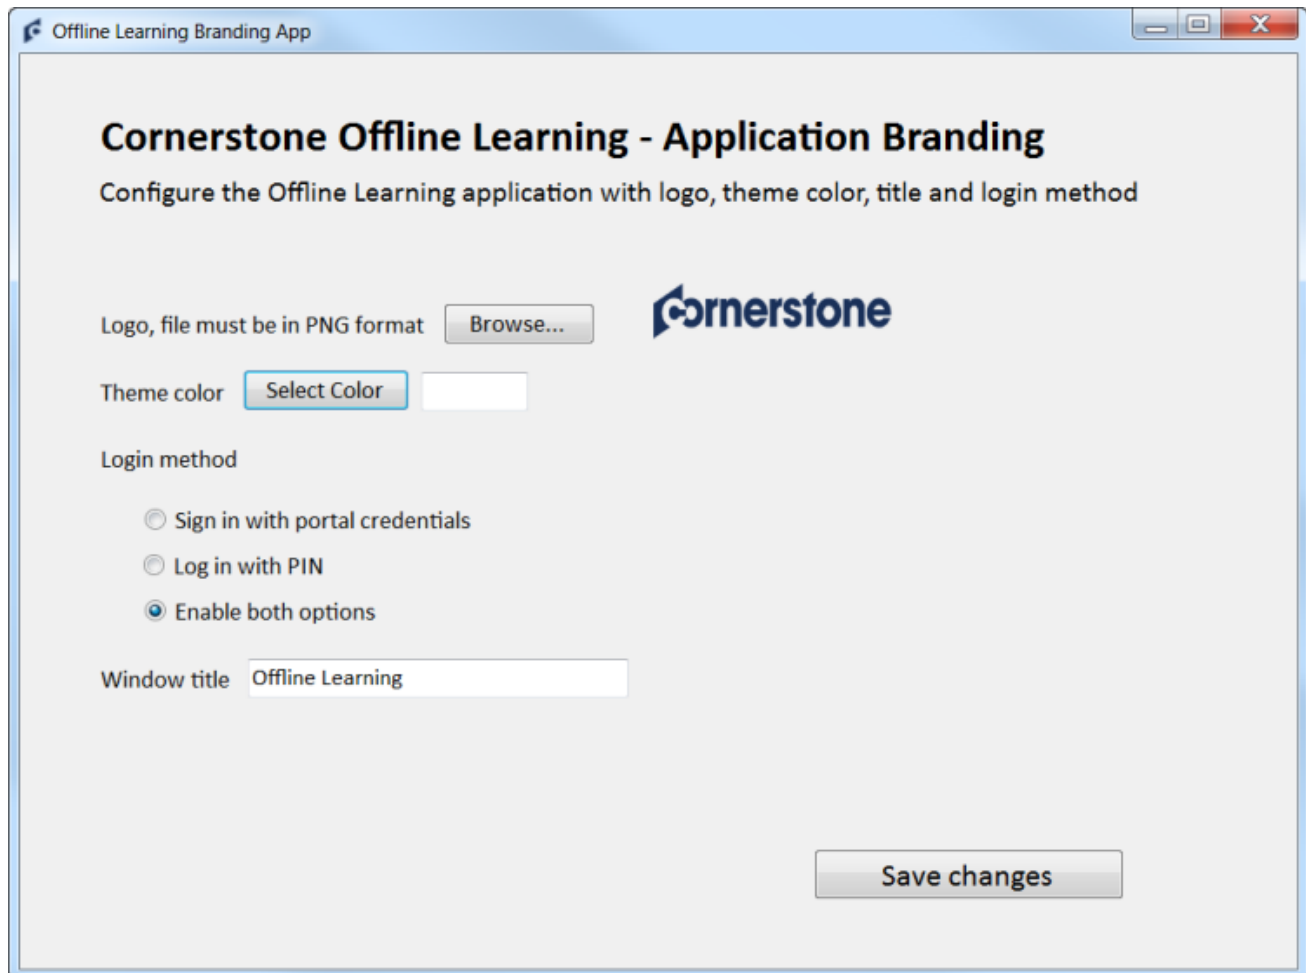 Offline Learning Branding App
Cornerstone Offline Learning - Application Branding
Configure the Offline Learning application with logo, theme color, title and login method
Logo, file must be in PNG format Browse... Cornerstone
Theme color Select Color
Login method
Sign in with portal credentials
Log in with PIN
Enable both options
Window title Offline Learning
Save changes